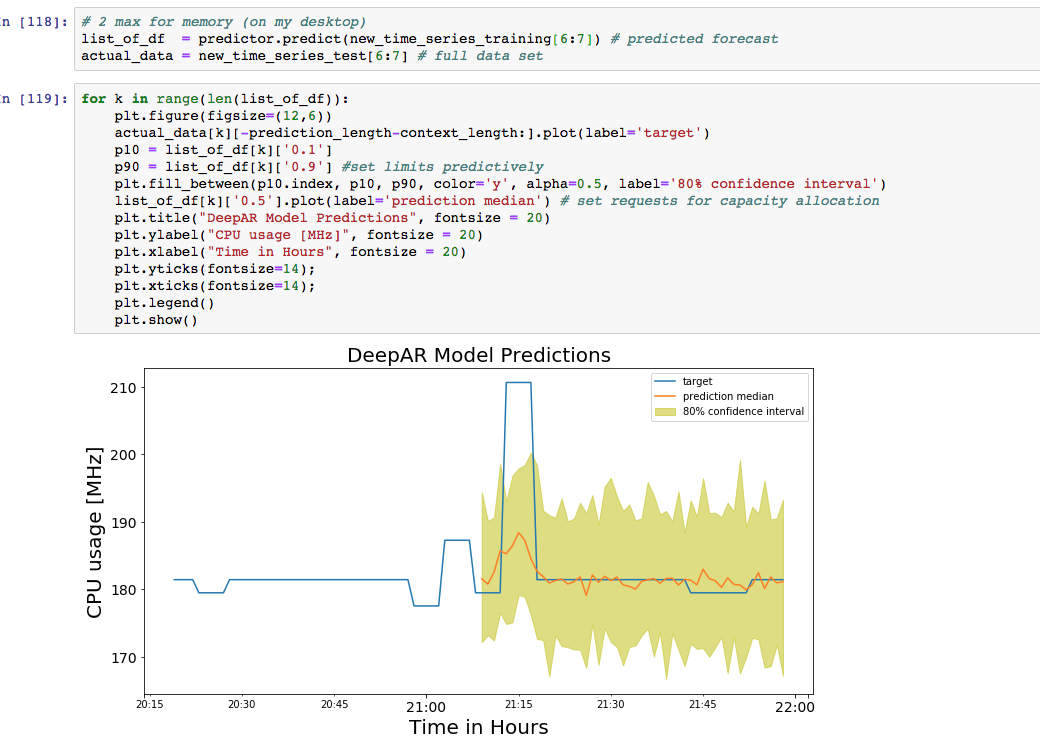 n [118]: # 2 max for memory (on my desktop)
list_of_df  = predictor.predict(new_time_series_training[6:7]) # predicted forecast
actual_data = new_time_series_test[6:7] # full data set
n [119]: for k in range(len(list_of_df)):
    plt.figure(figsize=(12,6))
    actual_data[k][-prediction_length-context_length:].plot(label='target')
    p10 = list_of_df[k]['0.1']
    p90 = list_of_df[k]['0.9'] #set limits predictively
    plt.fill_between(p10.index, p10, p90, color='y', alpha=0.5, label='80% confidence interval')
    list_of_df[k]['0.5'].plot(label='prediction median') # set requests for capacity allocation
    plt.title("DeepAR Model Predictions", fontsize = 20)
    plt.ylabel("CPU usage [MHz]", fontsize = 20)
    plt.xlabel("Time in Hours", fontsize = 20)
    plt.yticks(fontsize=14);
    plt.xticks(fontsize=14);
    plt.legend()
    plt.show()
DeepAR Model Predictions
target
prediction median
80% confidence interval
210
200
190
180
170
CPU usage [MHz]
20:15 20:30 20:45 21:00 21:15 21:30 21:45 22:00
Time in Hours